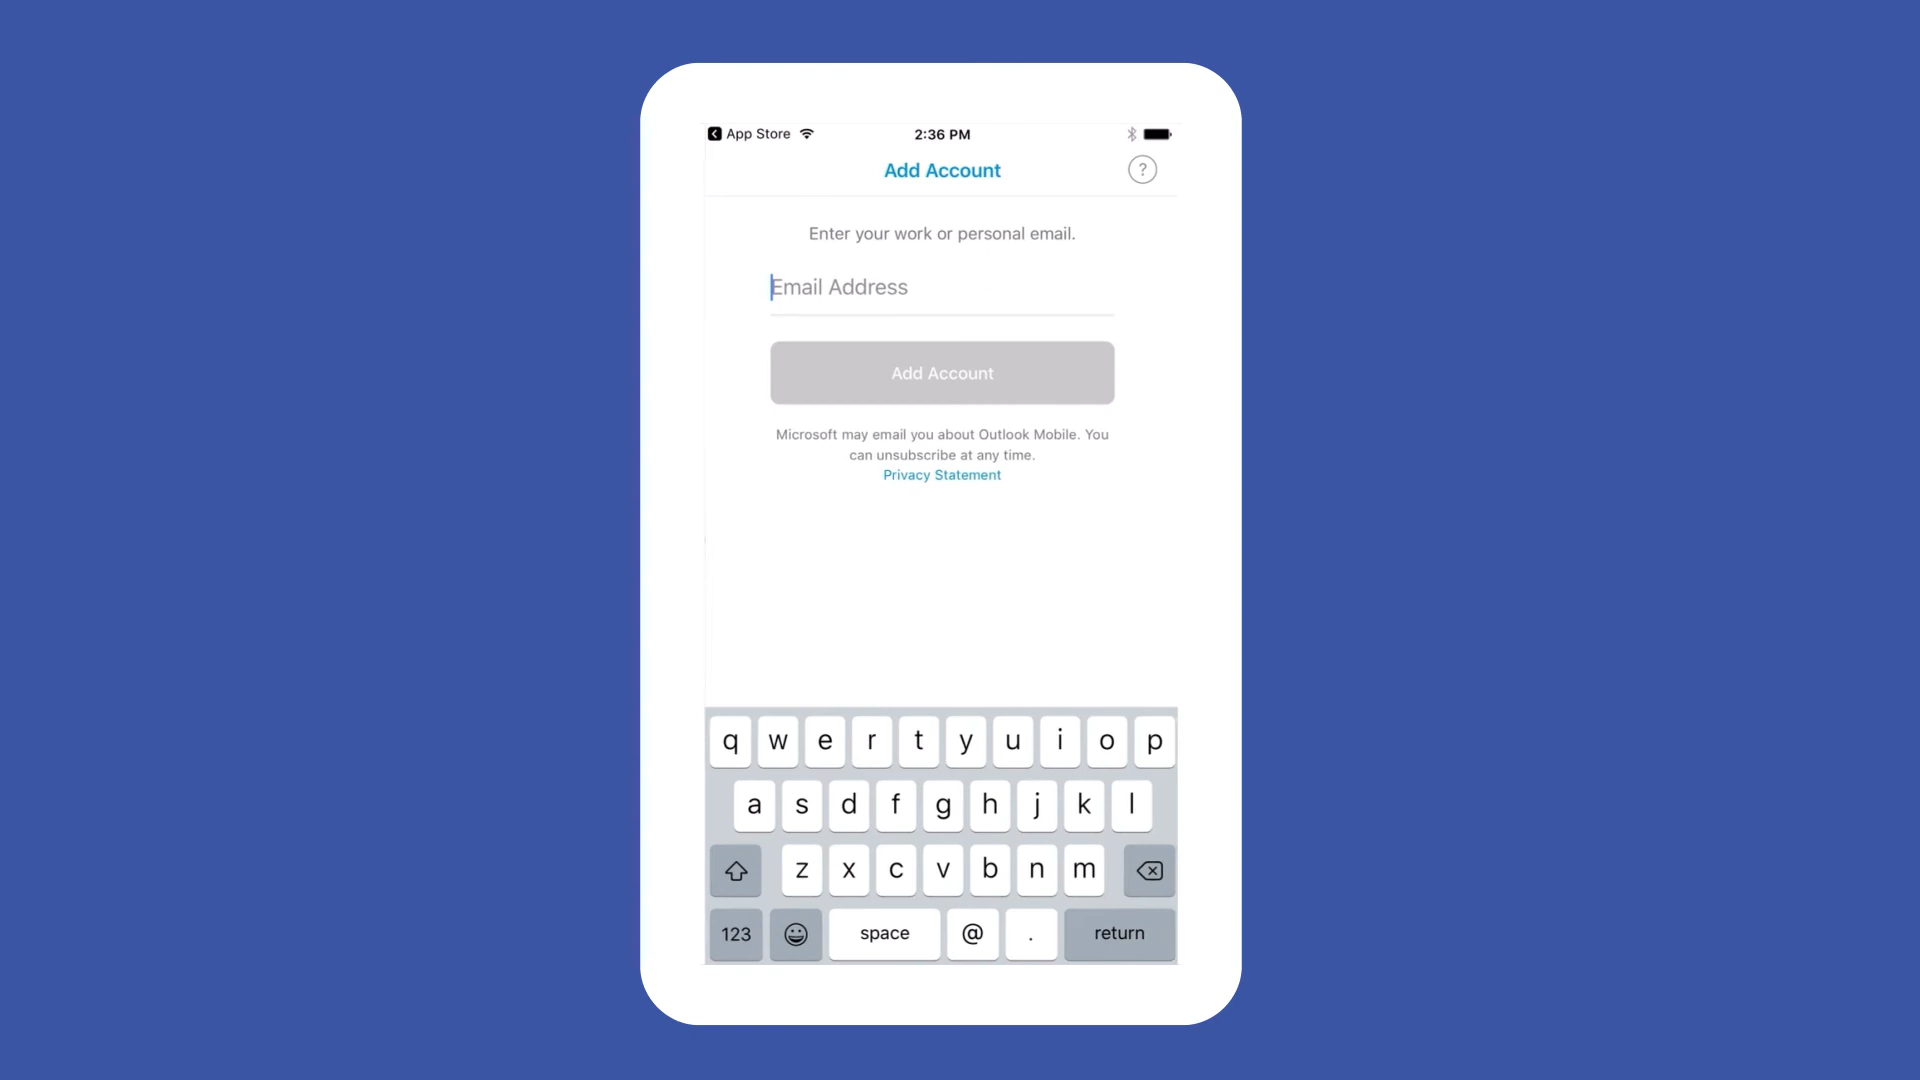 App Store 2:36 PM
Add Account ?
Enter your work or personal email.
Email Address
Add Account
Microsoft may email you about Outlook Mobile. You
can unsubscribe at any time.
Privacy Statement
q w e r t y u i o p
a s d f g h j k l
z x c v b n m
123 space @ . return